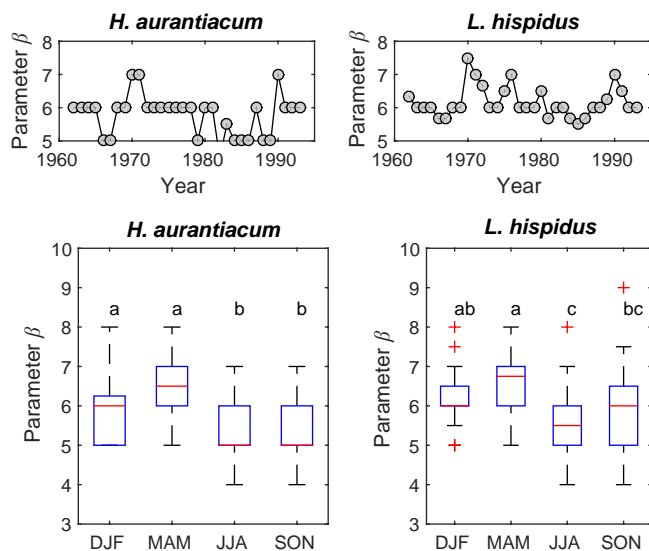 H. aurantiacum
Parameter β
8
7
6
5
1960 1970 1980 1990
Year
L. hispidus
Parameter β
8
7
6
5
1960 1970 1980 1990
Year
H. aurantiacum
Parameter β
10
9
8
7
6
5
4
3
a a b b
DJF MAM JJA SON
L. hispidus
Parameter β
10
9
8
7
6
5
4
3
ab a c bc
DJF MAM JJA SON